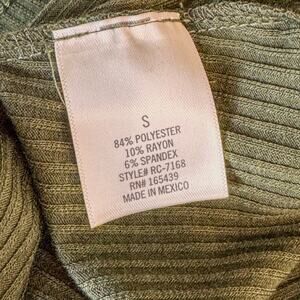 S
84% POLYESTER
10% RAYON
6% SPANDEX
STYLE# RC-7168
RN# 165439
MADE IN MEXICO